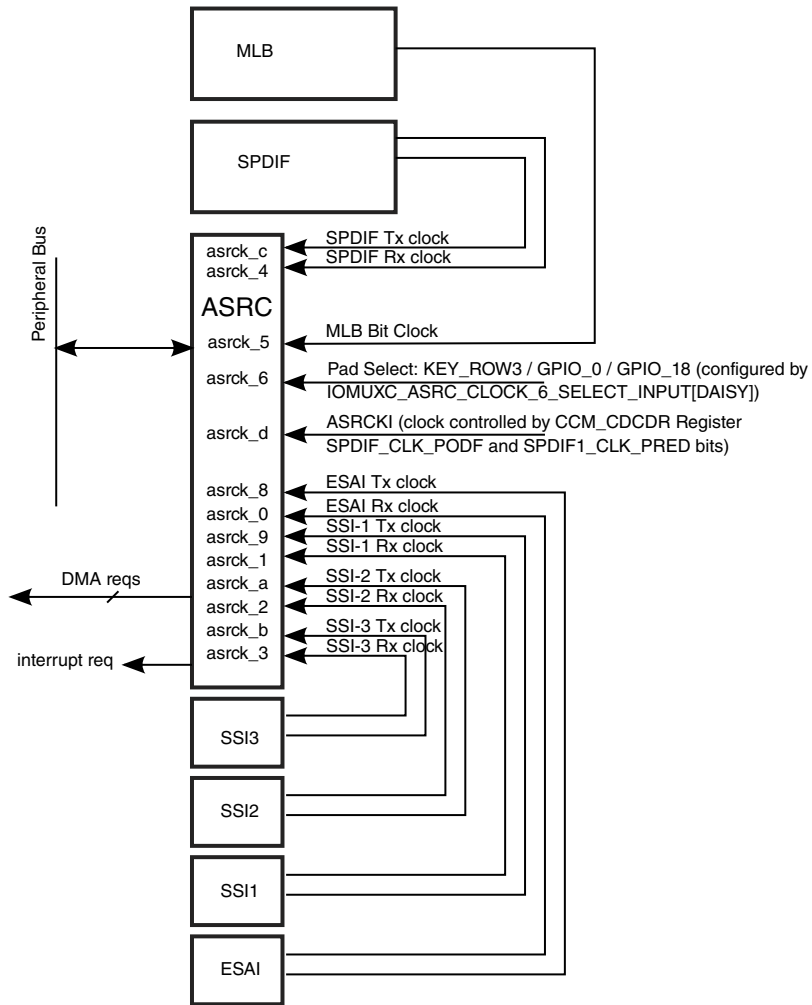 MLB
SPDIF
Peripheral Bus
asrck_c
SPDIF Tx clock
asrck_4
SPDIF Rx clock
ASRC
asrck_5
MLB Bit Clock
asrck_6
Pad Select: KEY_ROW3 / GPIO_0 / GPIO_18 (configured by
IOMUXC_ASRC_CLOCK_6_SELECT_INPUT[DAISY])
asrck_d
ASRCKI (clock controlled by CCM_CDCDR Register
SPDIF_CLK_PODF and SPDIF1_CLK_PRED bits)
asrck_8
ESAI Tx clock
asrck_0
ESAI Rx clock
asrck_9
SSI-1 Tx clock
asrck_1
SSI-1 Rx clock
DMA reqs
asrck_a
SSI-2 Tx clock
asrck_2
SSI-2 Rx clock
asrck_b
SSI-3 Tx clock
asrck_3
SSI-3 Rx clock
interrupt req
SSI3
SSI2
SSI1
ESAI